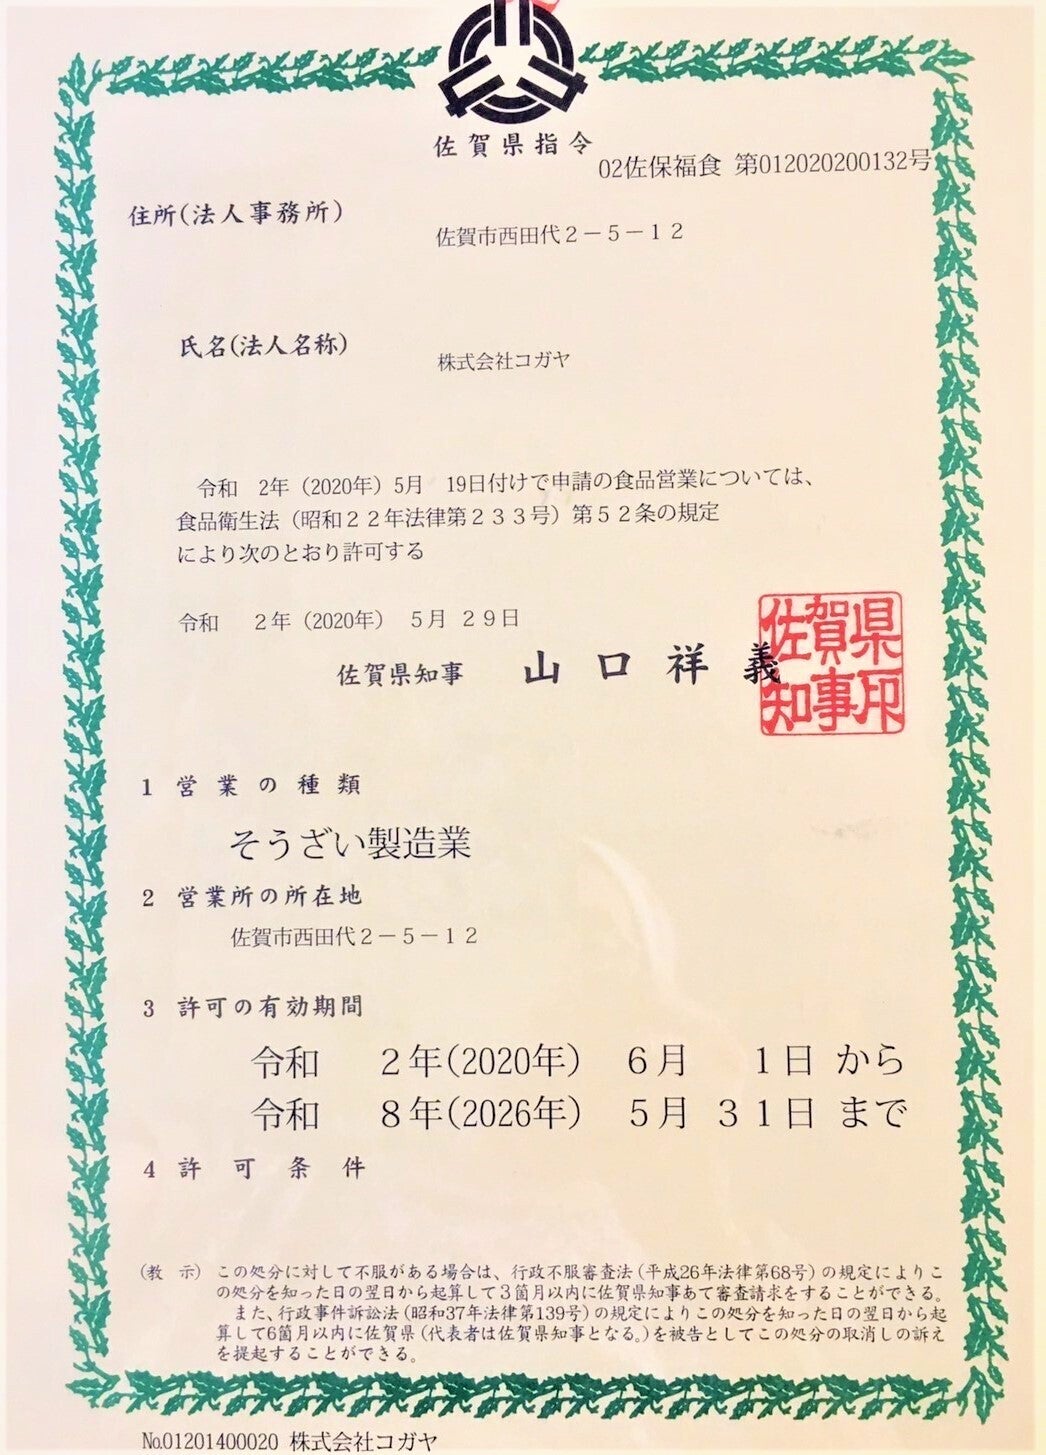 佐賀県指令
02佐保福食 第012020200132号
住所(法人事務所)
佐賀市西田代２－５－１２
氏名(法人名称)
株式会社コガヤ
令和 2年（2020年）5月 19日付けで申請の食品営業については、
食品衛生法（昭和２２年法律第２３３号）第５２条の規定
により次のとおり許可する
令和 ２年（2020年） 5月 ２９日
佐賀県知事 山口祥義
佐賀県
知事印
1 営業の種類
そうざい製造業
2 営業所の所在地
佐賀市西田代２－５－１２
3 許可の有効期間
令和 ２年(2020年) ６月 １日 から
令和 ８年(2026年) ５月 ３１日 まで
4 許可条件
(教示) この処分に対して不服がある場合は、行政不服審査法(平成26年法律第68号)の規定によりこ
の処分を知った日の翌日から起算して３箇月以内に佐賀県知事あて審査請求をすることができる。
また、行政事件訴訟法(昭和37年法律第139号)の規定によりこの処分を知った日の翌日から起
算して6箇月以内に佐賀県(代表者は佐賀県知事となる。)を被告としてこの処分の取消しの訴え
を提起することができる。
№01201400020 株式会社コガヤ